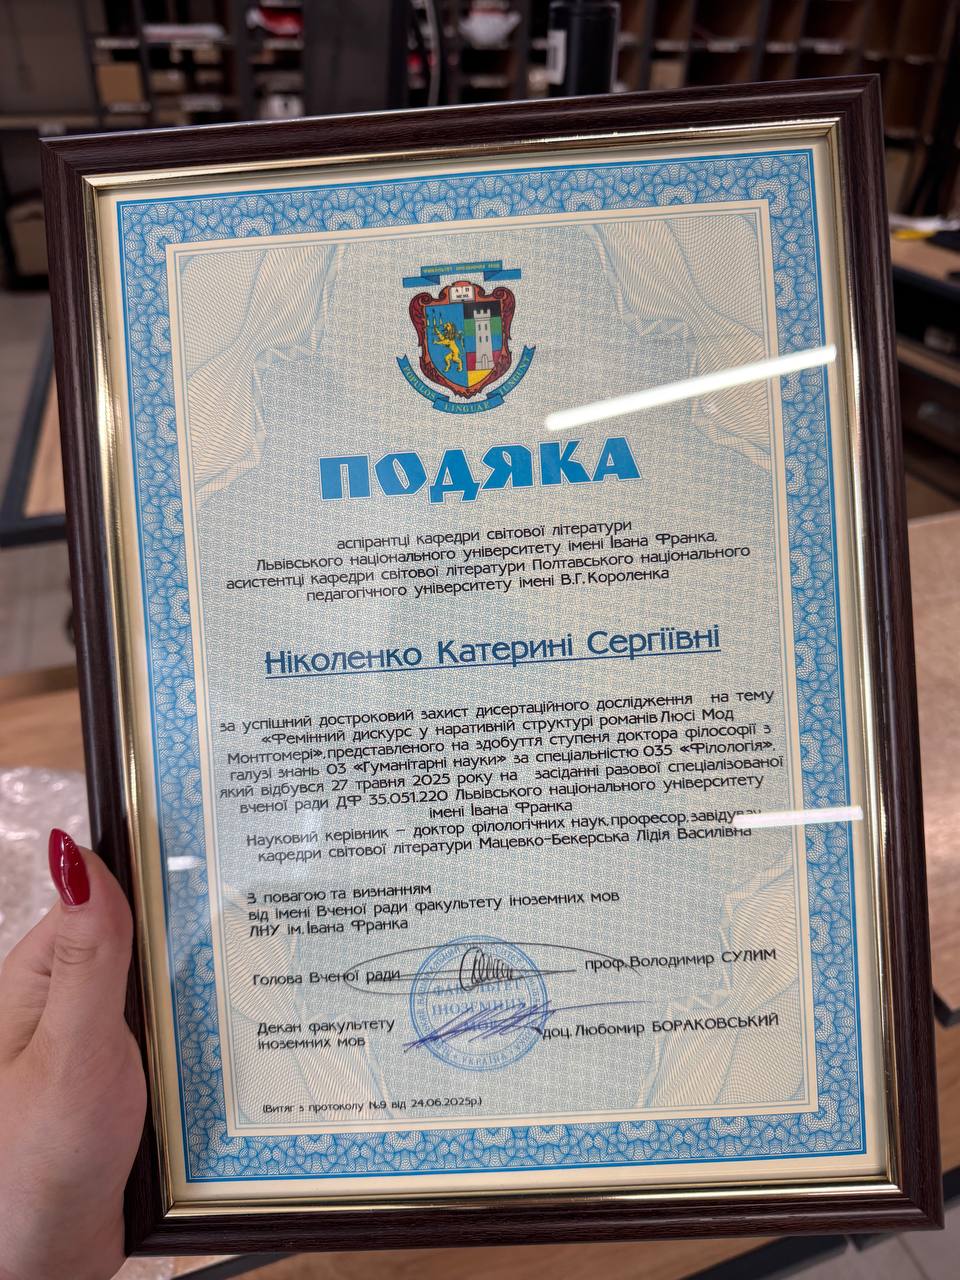 ФАКУЛЬТЕТ ІНОЗЕМНИХ МОВ
POPULOS LINGUAE IUNGUNT
ПОДЯКА
аспірантці кафедри світової літератури
Львівського національного університету імені Івана Франка,
асистентці кафедри світової літератури Полтавського національного
педагогічного університету імені В.Г.Короленка
Ніколенко Катерині Сергіївні
за успішний достроковий захист дисертаційного дослідження на тему
«Фемінний дискурс у наративній структурі романів Люсі Мод
Монтгомері», представленого на здобуття ступеня доктора філософії з
галузі знань 03 «Гуманітарні науки» за спеціальністю 035 «Філологія»,
який відбувся 27 травня 2025 року на засіданні разової спеціалізованої
вченої ради ДФ 35.051.220 Львівського національного університету
імені Івана Франка
Науковий керівник – доктор філологічних наук, професор, завідувач
кафедри світової літератури Мацевко-Бекерська Лідія Василівна
З повагою та визнанням
від імені Вченої ради факультету іноземних мов
ЛНУ ім.Івана Франка
Голова Вченої ради проф.Володимир СУЛИМ
ФАКУЛЬТЕТ
ІНОЗЕМНИХ
МОВ
УКРАЇНА
Декан факультету
іноземних мов доц.Любомир БОРАКОВСЬКИЙ
(Витяг з протоколу №9 від 24.06.2025р.)